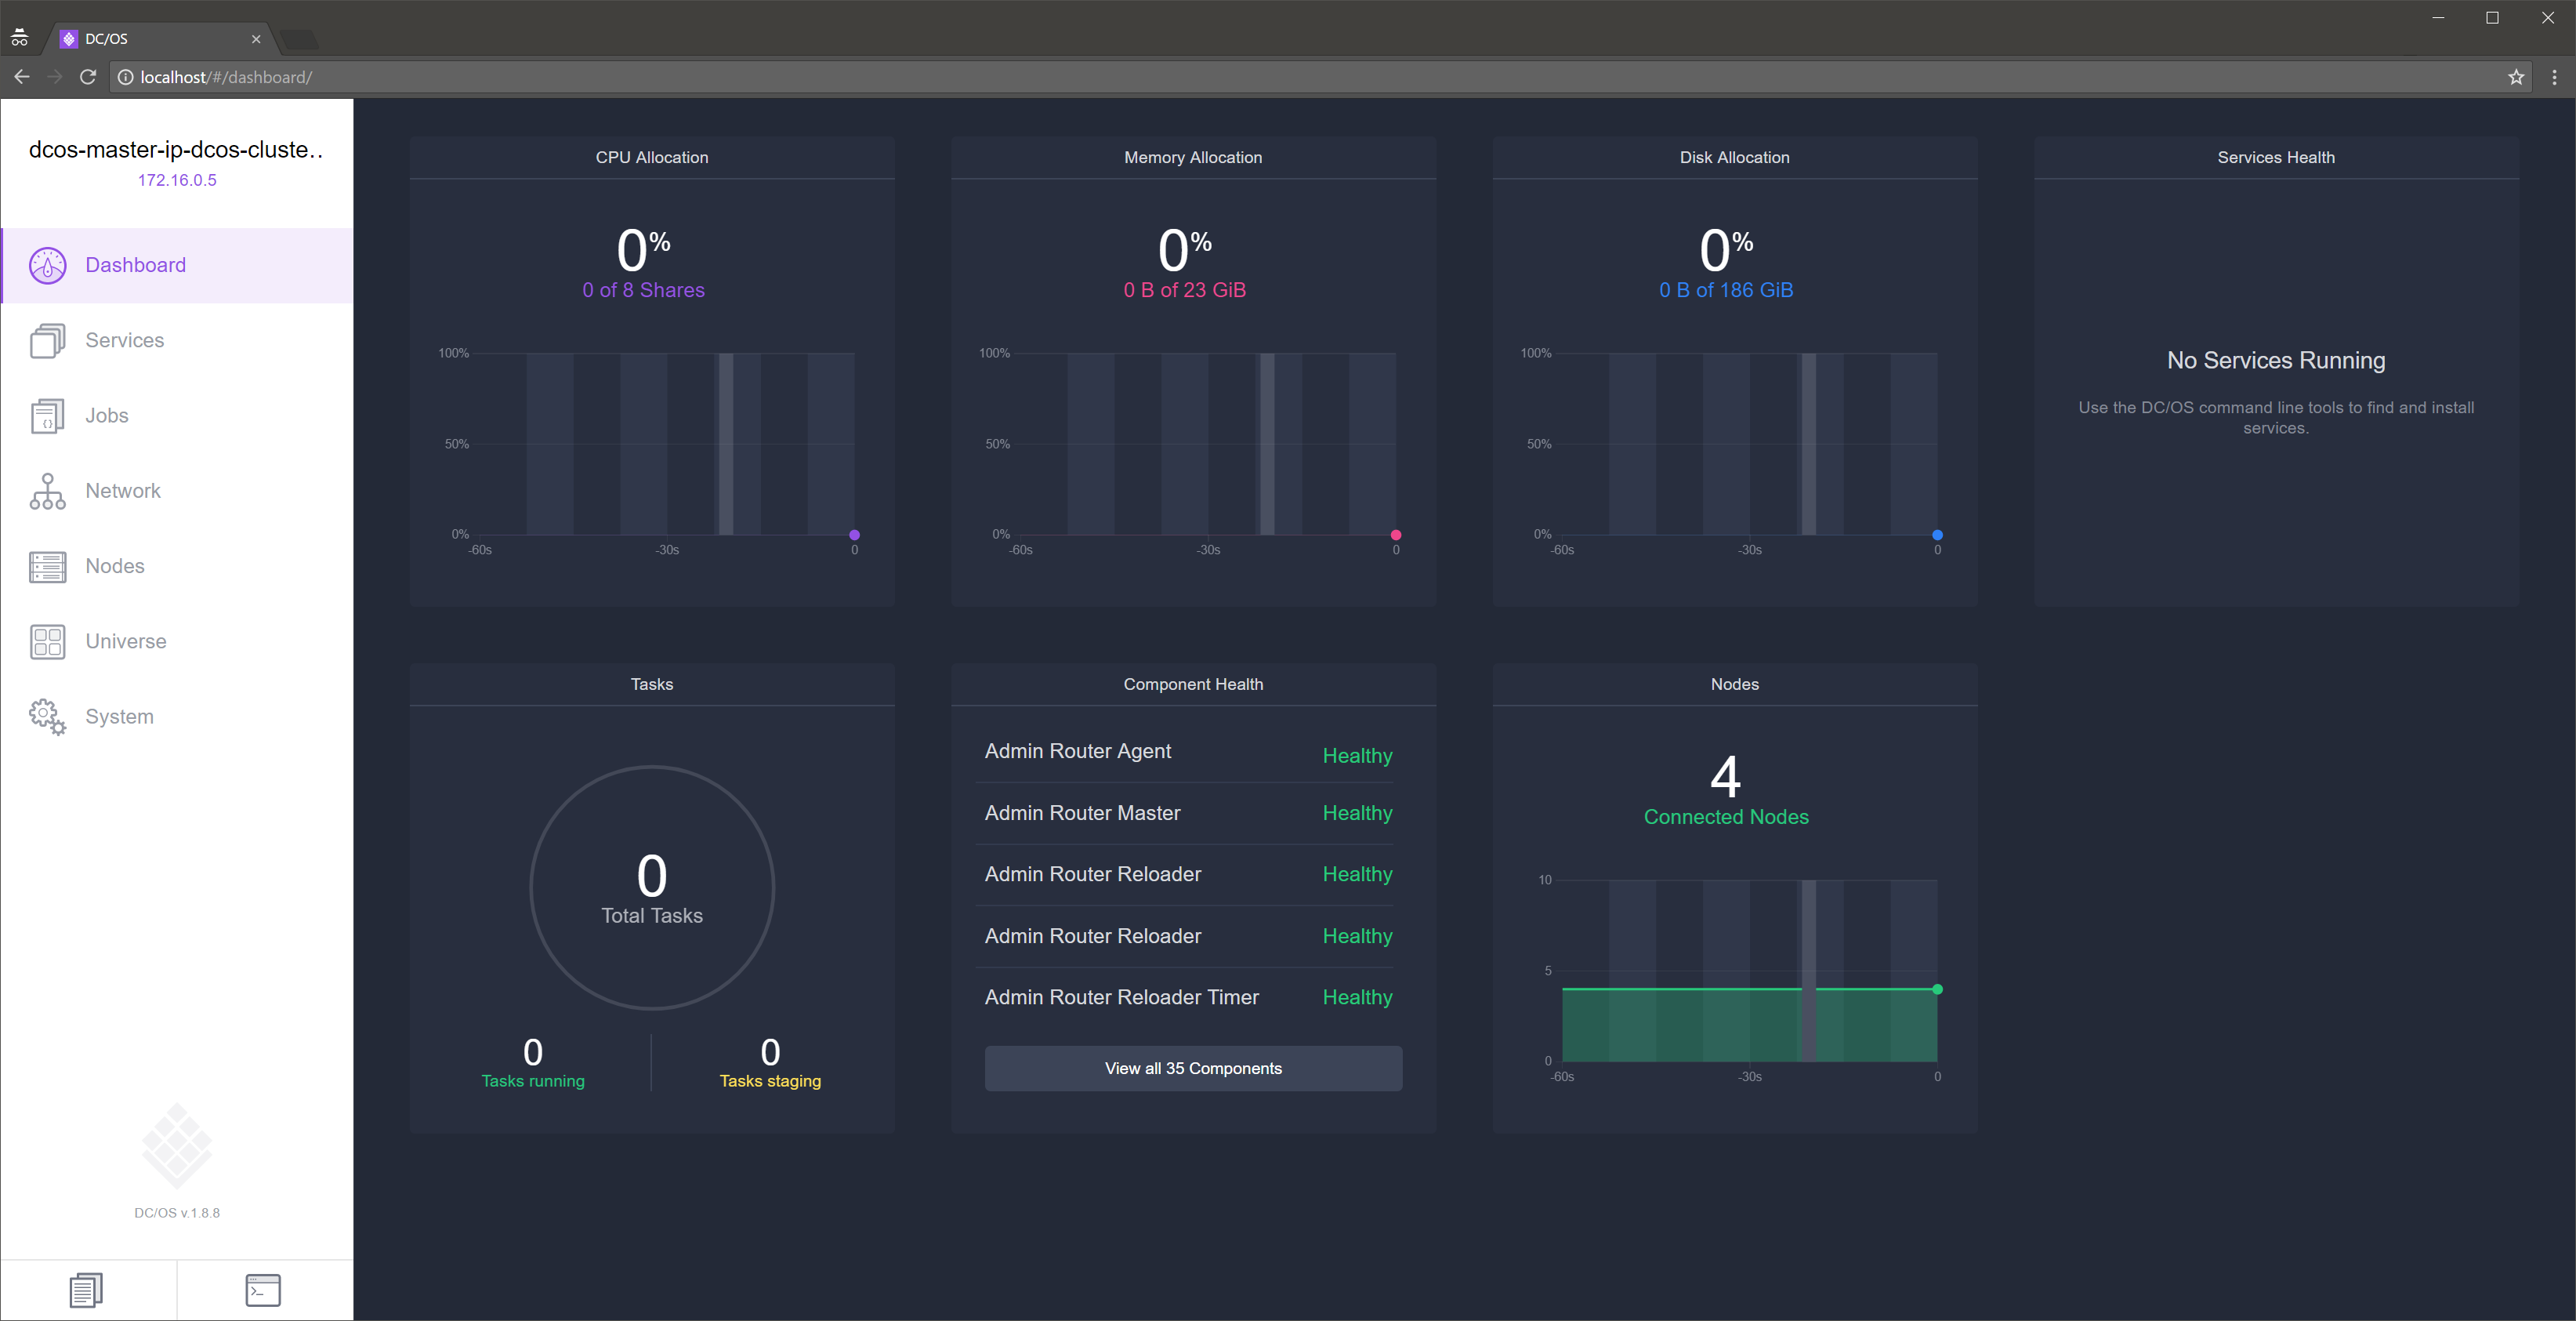 DC/OS
localhost/#/dashboard/
dcos-master-ip-dcos-cluste..
172.16.0.5
Dashboard
Services
Jobs
Network
Nodes
Universe
System
DC/OS v.1.8.8
CPU Allocation
0%
0 of 8 Shares
100%
50%
0%
-60s
-30s
0
Memory Allocation
0%
0 B of 23 GiB
100%
50%
0%
-60s
-30s
0
Disk Allocation
0%
0 B of 186 GiB
100%
50%
0%
-60s
-30s
0
Services Health
No Services Running
Use the DC/OS command line tools to find and install
services.
Tasks
0
Total Tasks
0
Tasks running
0
Tasks staging
Component Health
Admin Router Agent Healthy
Admin Router Master Healthy
Admin Router Reloader Healthy
Admin Router Reloader Healthy
Admin Router Reloader Timer Healthy
View all 35 Components
Nodes
4
Connected Nodes
10
5
0
-60s
-30s
0